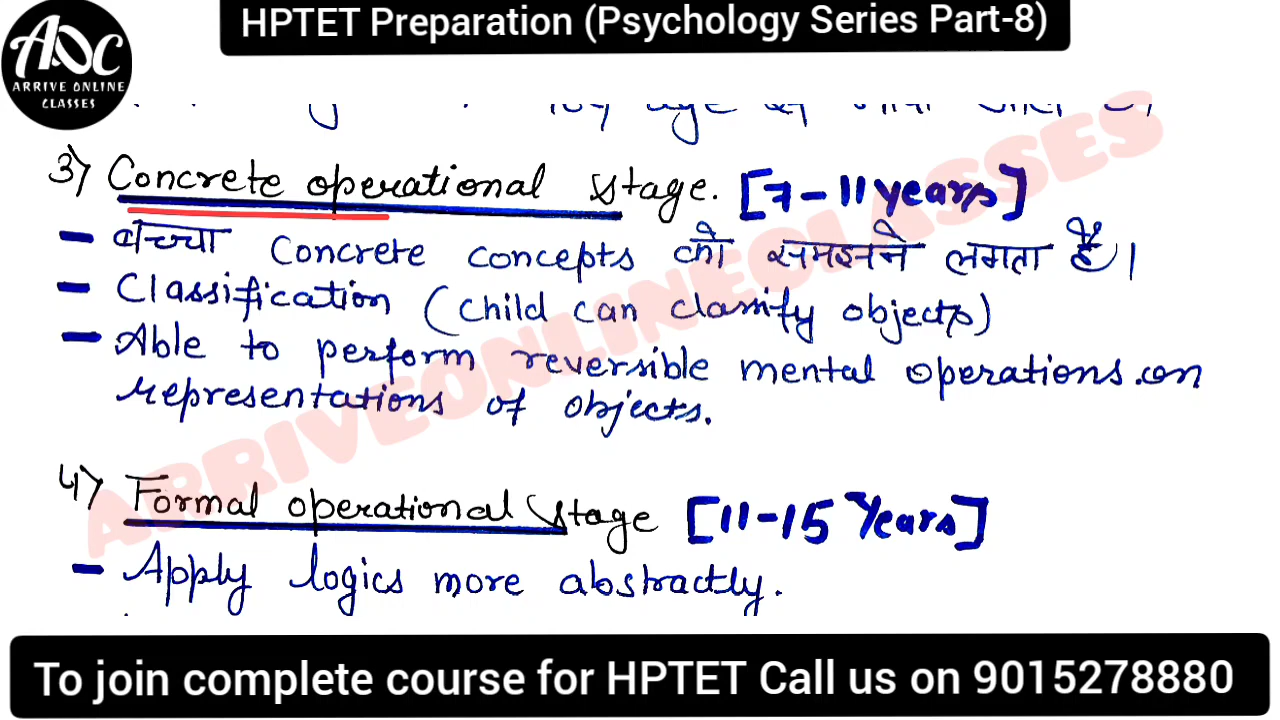 HPTET Preparation (Psychology Series Part-8)
AOC
ARRIVE ONLINE
CLASSES
3) Concrete operational stage. [7-11 years]
- बच्चा Concrete concepts को समझने लगता है।
- Classification (child can classify objects)
- Able to perform reversible mental operations on
representations of objects.
4) Formal operational stage [11-15 Years]
- Apply logics more abstractly.
ARRIVEONLINECLASSES
To join complete course for HPTET Call us on 9015278880